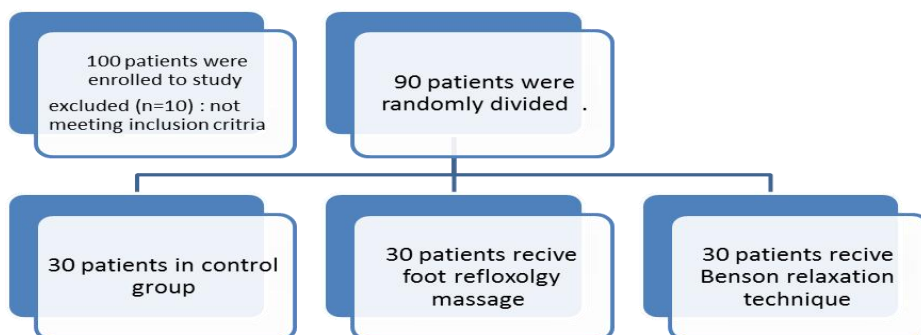 100 patients were
enrolled to study
excluded (n=10) : not
meeting inclusion critria
90 patients were
randomly divided .
30 patients in control
group
30 patients recive
foot refloxolgy
massage
30 patients recive
Benson relaxation
technique